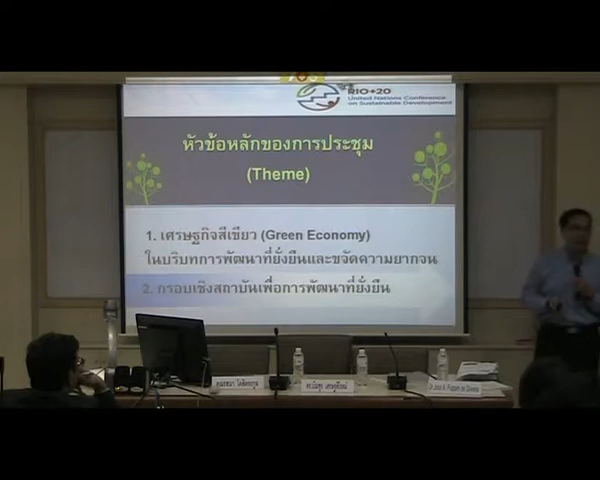 RIO+20
United Nations Conference
on Sustainable Development
หัวข้อหลักของการประชุม
(Theme)
1. เศรษฐกิจสีเขียว (Green Economy)
ในบริบทการพัฒนาที่ยั่งยืนและขจัดความยากจน
2. กรอบเชิงสถาบันเพื่อการพัฒนาที่ยั่งยืน